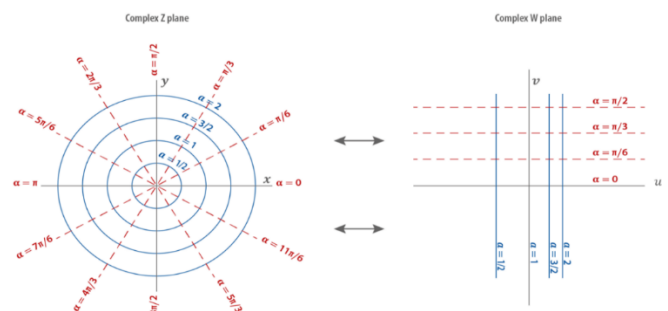 Complex Z plane
Complex W plane
α = π/2
α = 2π/3
α = π/3
y
v
a = 2
α = 5π/6
α = π/6
a = 3/2
α = π/2
a = 1
α = π/3
a = 1/2
α = π/6
α = π
x
α = 0
α = 0
u
α = 7π/6
α = 11π/6
a = 1/2
a = 1
a = 3/2
a = 2
α = 4π/3
α = 5π/3
π/2